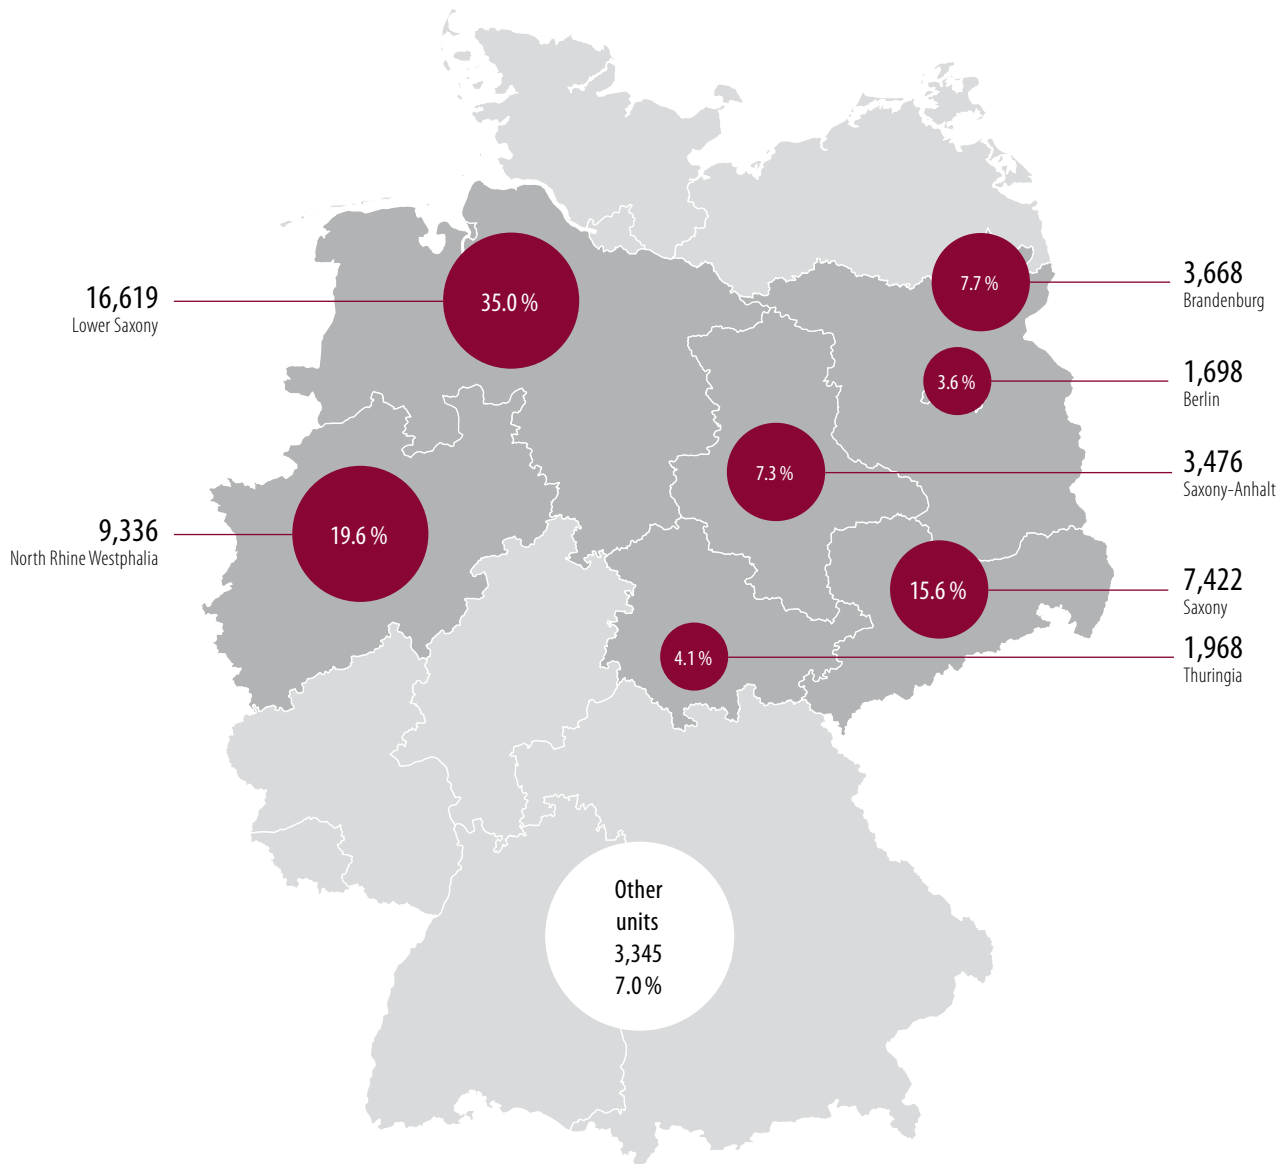 16,619
Lower Saxony
35.0 %
9,336
North Rhine Westphalia
19.6 %
7.7 %
3,668
Brandenburg
3.6 %
1,698
Berlin
7.3 %
3,476
Saxony-Anhalt
15.6 %
7,422
Saxony
4.1 %
1,968
Thuringia
Other
units
3,345
7.0 %